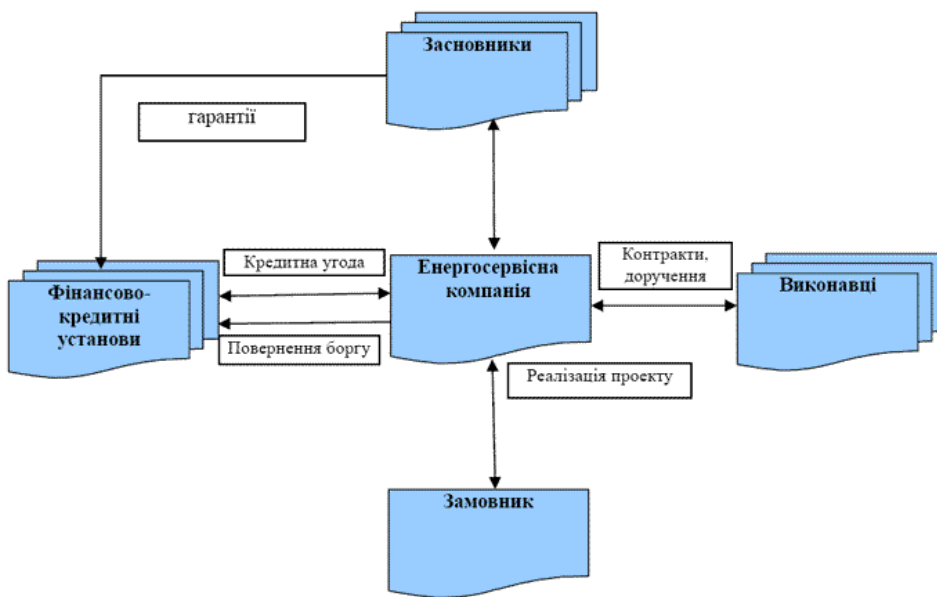 Засновники
гарантії
Кредитна угода
Енергосервісна
компанія
Контракти,
доручення
Фінансово-
кредитні
установи
Виконавці
Повернення боргу
Реалізація проекту
Замовник